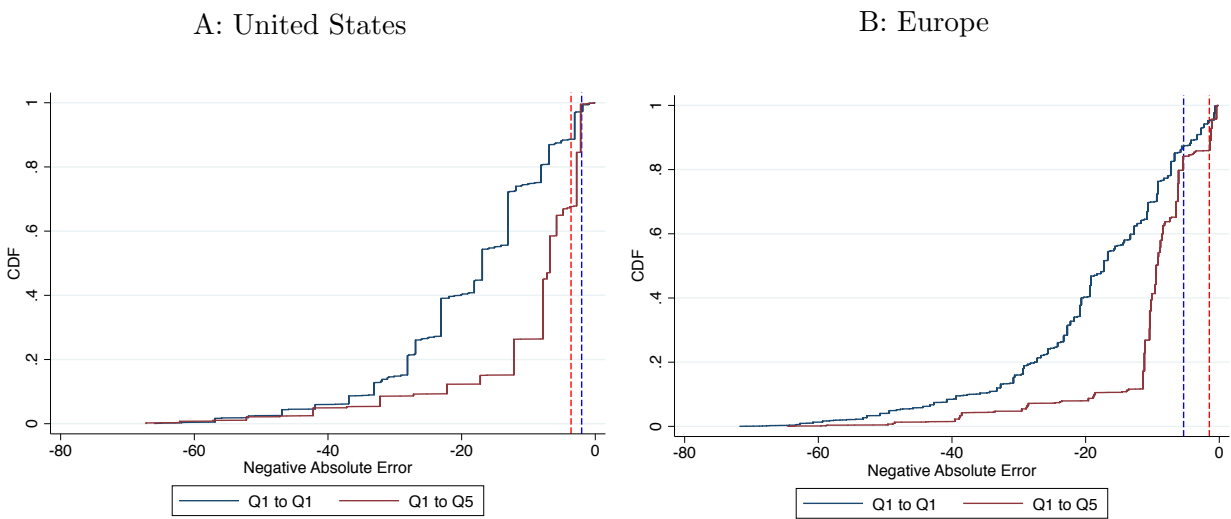 A: United States
B: Europe
CDF
0 .2 .4 .6 .8 1
-80 -60 -40 -20 0
Negative Absolute Error
Q1 to Q1 Q1 to Q5
CDF
0 .2 .4 .6 .8 1
-80 -60 -40 -20 0
Negative Absolute Error
Q1 to Q1 Q1 to Q5